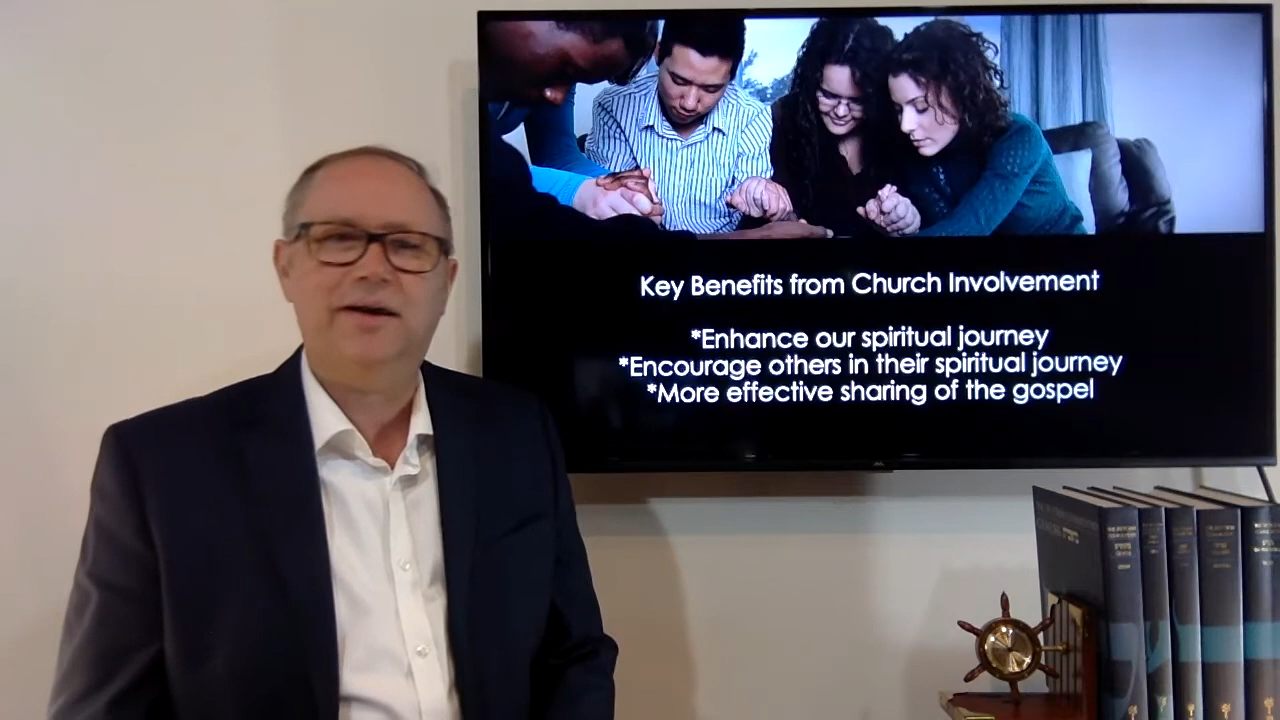 Key Benefits from Church Involvement
*Enhance our spiritual journey
*Encourage others in their spiritual journey
*More effective sharing of the gospel